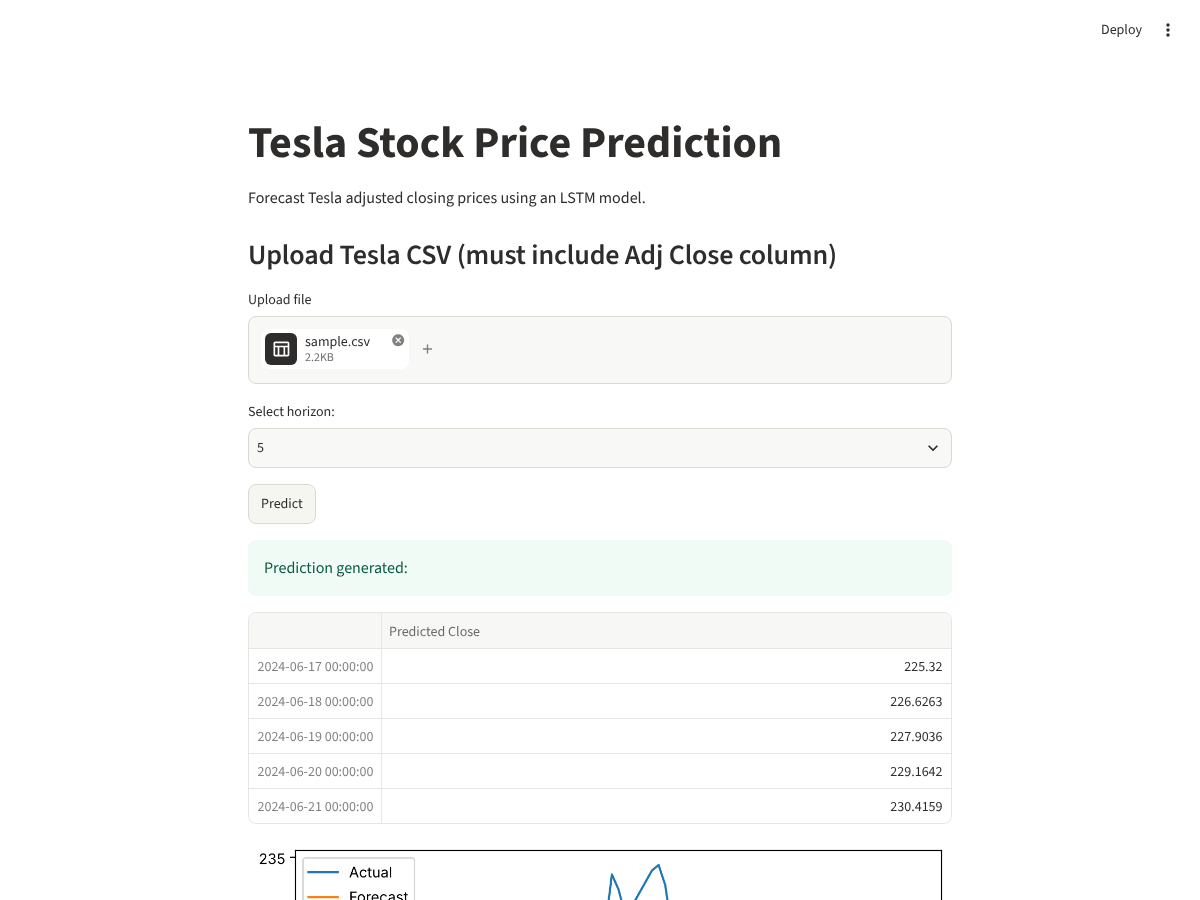 Deploy
Tesla Stock Price Prediction
Forecast Tesla adjusted closing prices using an LSTM model.
Upload Tesla CSV (must include Adj Close column)
Upload file
sample.csv
2.2KB
Select horizon:
5
Predict
Prediction generated:
Predicted Close
2024-06-17 00:00:00 225.32
2024-06-18 00:00:00 226.6263
2024-06-19 00:00:00 227.9036
2024-06-20 00:00:00 229.1642
2024-06-21 00:00:00 230.4159
235
Actual
Forecast